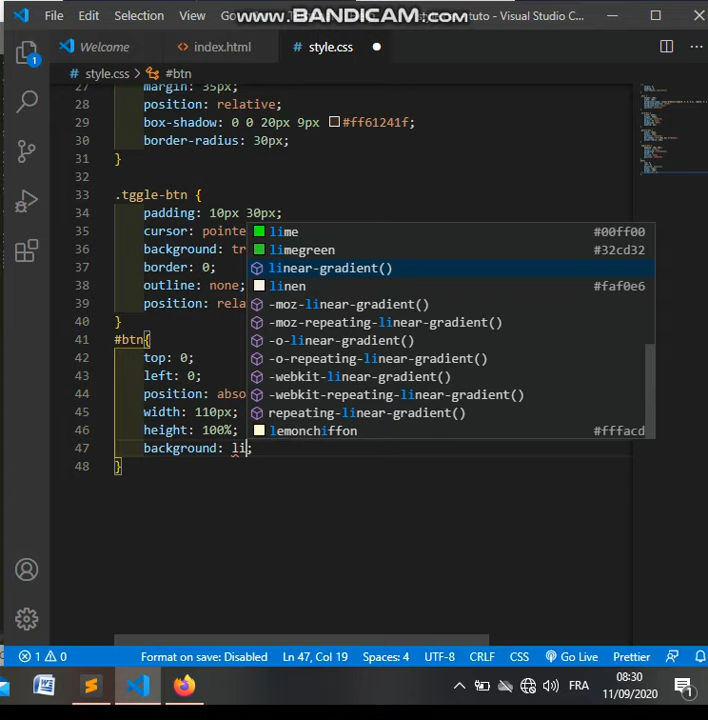 File Edit Selection View Go www.BANDICAM.com tuto - Visual Studio C...
Welcome index.html # style.css
# style.css > #btn
27 margin: 35px;
28 position: relative;
29 box-shadow: 0 0 20px 9px #ff61241f;
30 border-radius: 30px;
31 }
32
33 .tggle-btn {
34 padding: 10px 30px;
35 cursor: pointe
36 background: tr
37 border: 0;
38 outline: none;
39 position: rela
40 }
41 #btn{
42 top: 0;
43 left: 0;
44 position: abso
45 width: 110px;
46 height: 100%;
47 background: li;
48 }
lime #00ff00
limegreen #32cd32
linear-gradient()
linen #faf0e6
-moz-linear-gradient()
-moz-repeating-linear-gradient()
-o-linear-gradient()
-o-repeating-linear-gradient()
-webkit-linear-gradient()
-webkit-repeating-linear-gradient()
repeating-linear-gradient()
lemonchiffon #fffacd
1
1 0 Format on save: Disabled Ln 47, Col 19 Spaces: 4 UTF-8 CRLF CSS Go Live Prettier
FRA 08:30
11/09/2020 1